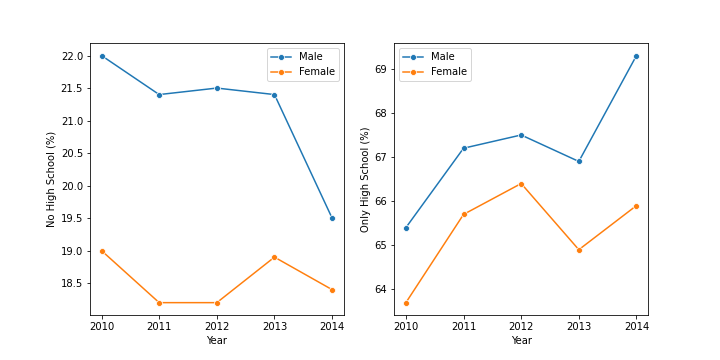 Male
Female
22.0
21.5
21.0
20.5
20.0
19.5
19.0
18.5
No High School (%)
2010 2011 2012 2013 2014
Year
Male
Female
69
68
67
66
65
64
Only High School (%)
2010 2011 2012 2013 2014
Year